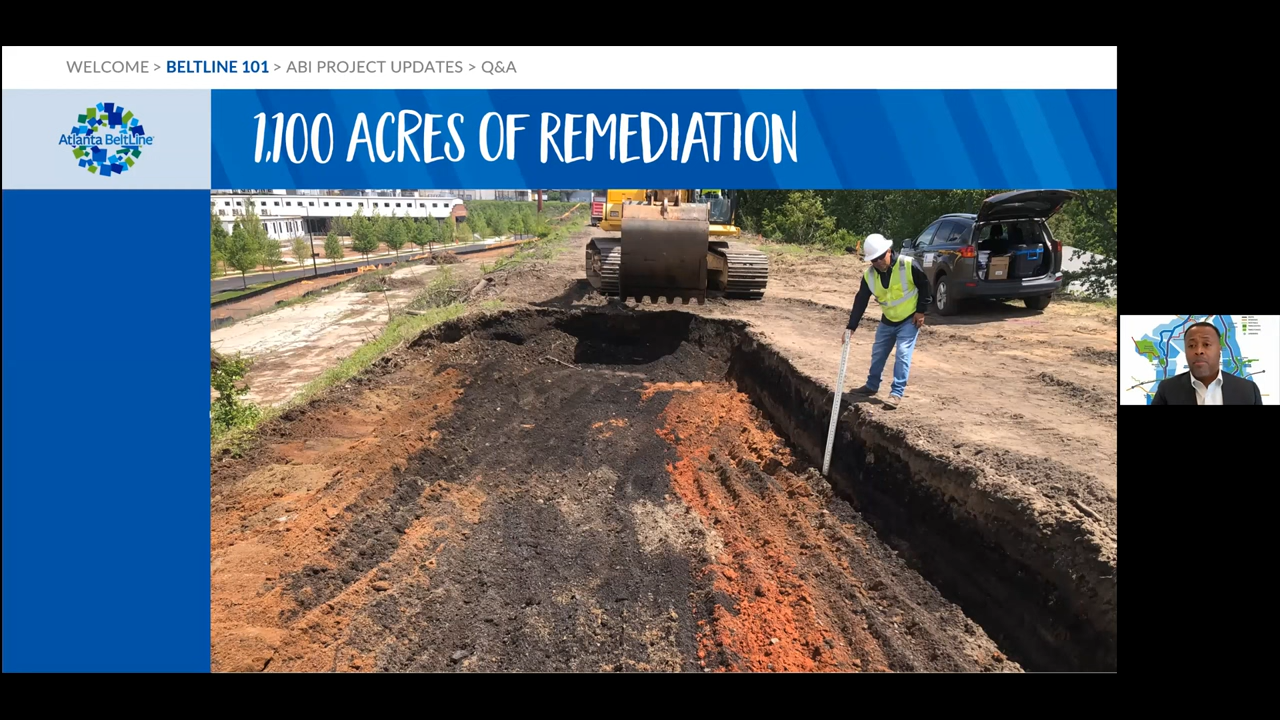 WELCOME > BELTLINE 101 > ABI PROJECT UPDATES > Q&A
Atlanta BeltLine
1,100 ACRES OF REMEDIATION